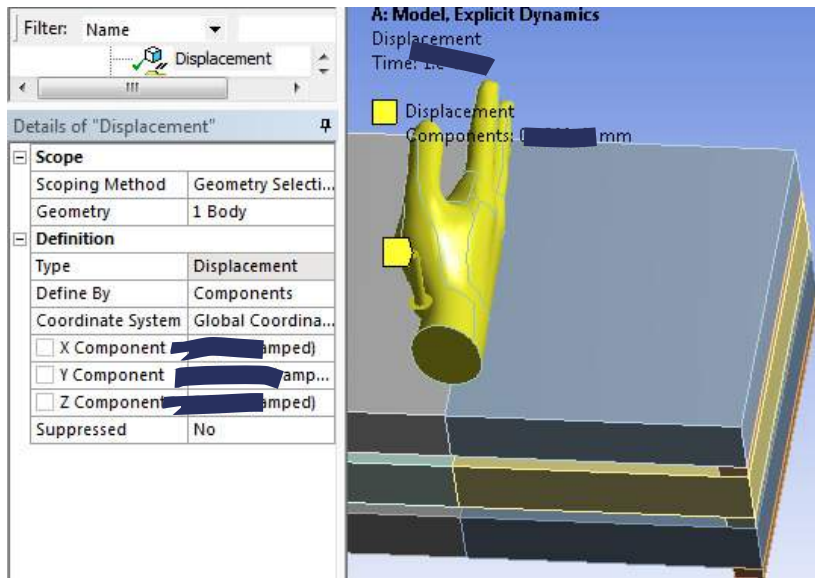 Filter: Name
Displacement
Details of "Displacement"
Scope
Scoping Method Geometry Selecti...
Geometry 1 Body
Definition
Type Displacement
Define By Components
Coordinate System Global Coordina...
X Component amped)
Y Component amp...
Z Component amped)
Suppressed No
A: Model, Explicit Dynamics
Displacement
Time:
Displacement
Components: mm